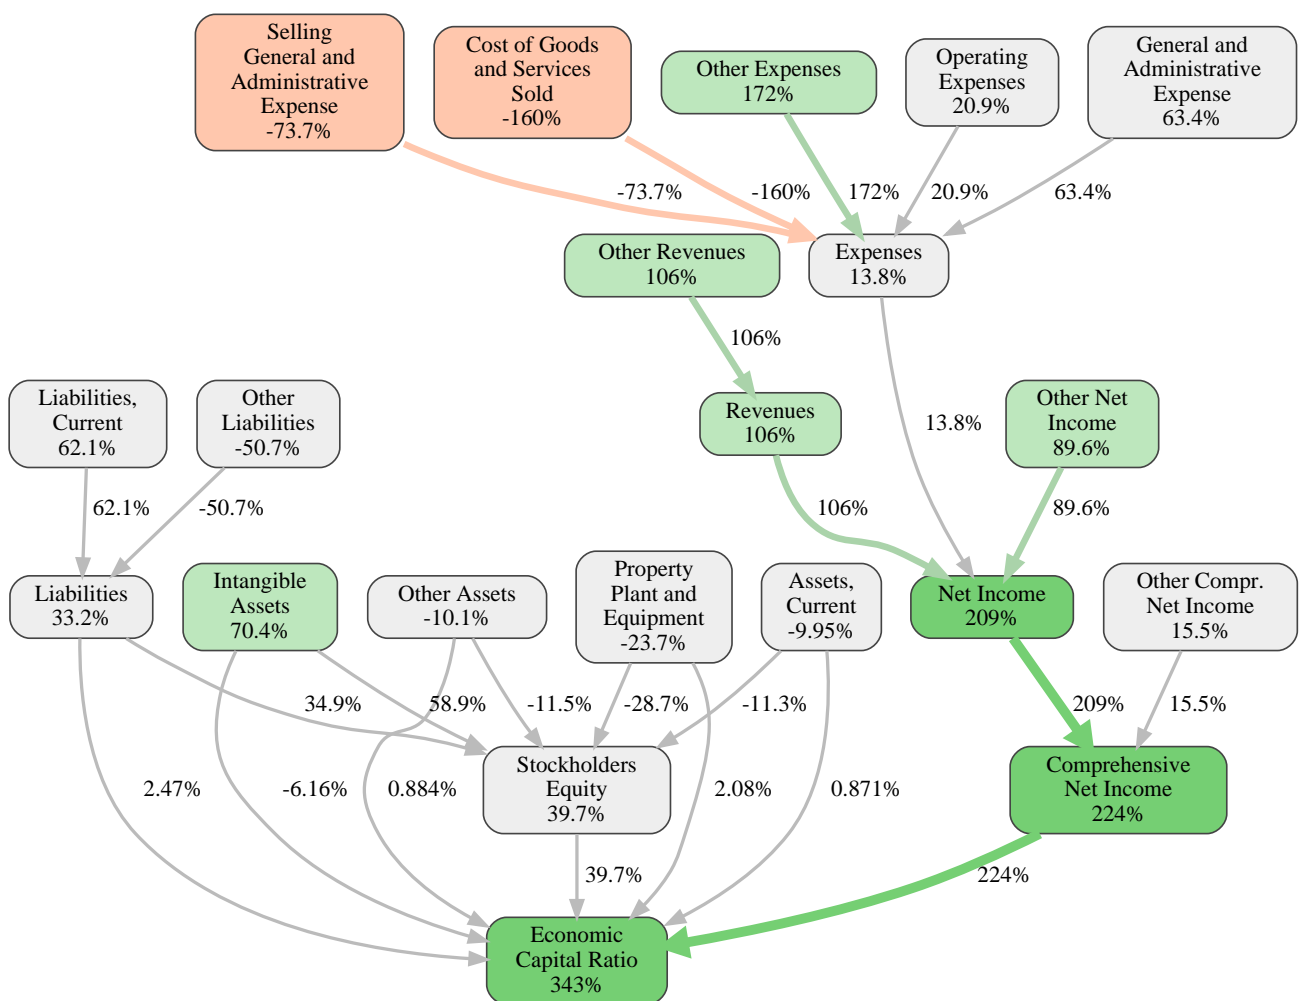 Selling
General and
Administrative
Expense
-73.7%
Cost of Goods
and Services
Sold
-160%
Other Expenses
172%
Operating
Expenses
20.9%
General and
Administrative
Expense
63.4%
-73.7%
-160%
172%
20.9%
63.4%
Other Revenues
106%
Expenses
13.8%
106%
Liabilities,
Current
62.1%
Other
Liabilities
-50.7%
Revenues
106%
13.8%
Other Net
Income
89.6%
62.1%
-50.7%
106%
89.6%
Liabilities
33.2%
Intangible
Assets
70.4%
Other Assets
-10.1%
Property
Plant and
Equipment
-23.7%
Assets,
Current
-9.95%
Net Income
209%
Other Compr.
Net Income
15.5%
34.9%
58.9%
-11.5%
-28.7%
-11.3%
209%
15.5%
2.47%
-6.16%
0.884%
Stockholders
Equity
39.7%
2.08%
0.871%
Comprehensive
Net Income
224%
39.7%
224%
Economic
Capital Ratio
343%